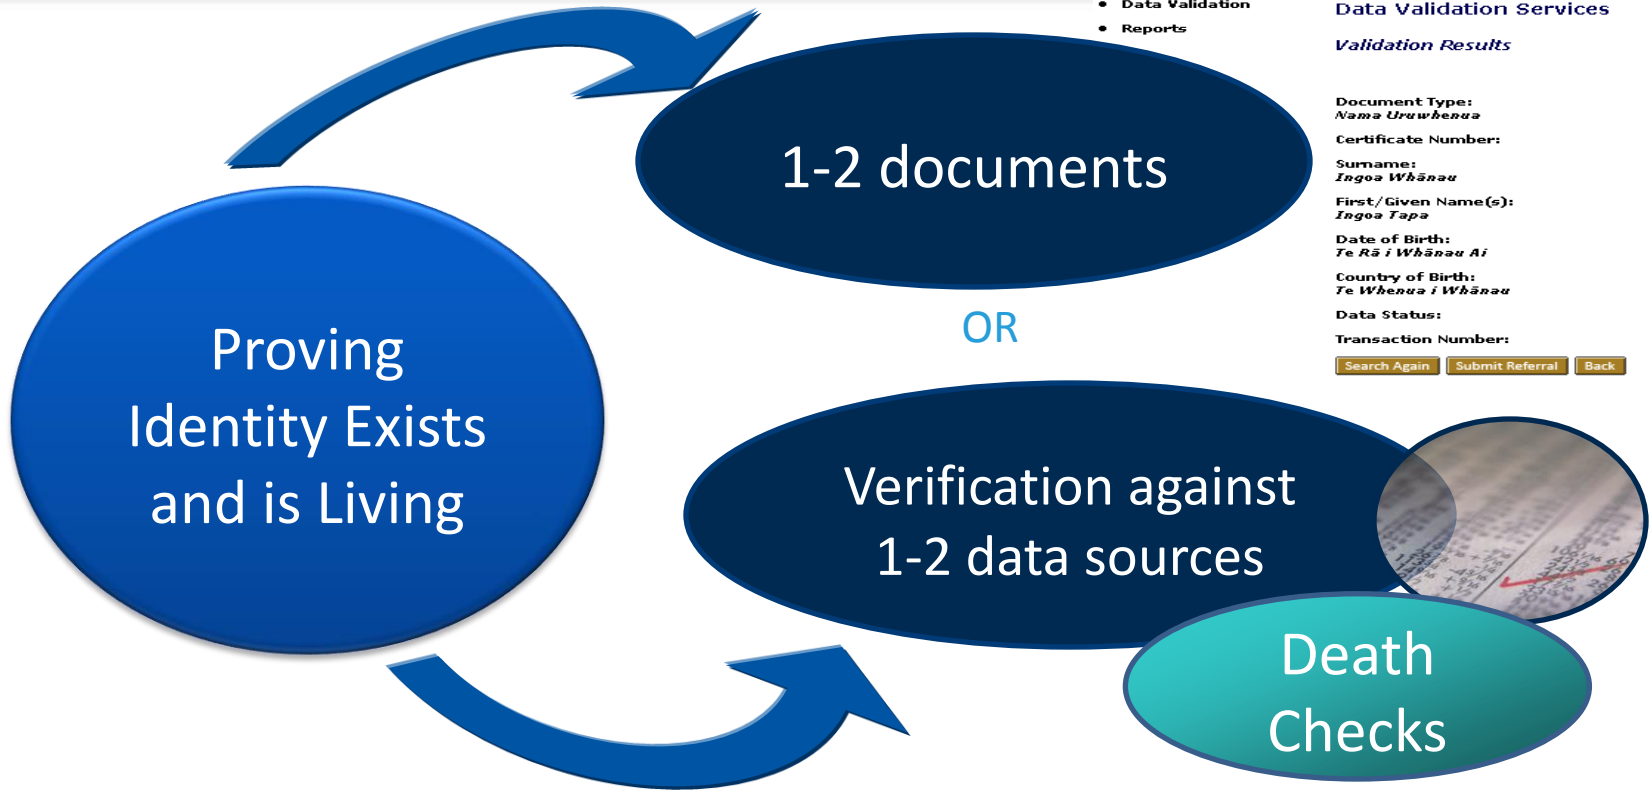 Data Validation
Reports
Data Validation Services
Validation Results
Document Type:
Nama Uruwhenua
Certificate Number:
Surname:
Ingoa Whānau
First/Given Name(s):
Ingoa Tapa
Date of Birth:
Te Rā i Whānau Ai
Country of Birth:
Te Whenua i Whānau
Data Status:
Transaction Number:
Search Again
Submit Referral
Back
1-2 documents
OR
Proving
Identity Exists
and is Living
Verification against
1-2 data sources
Death
Checks